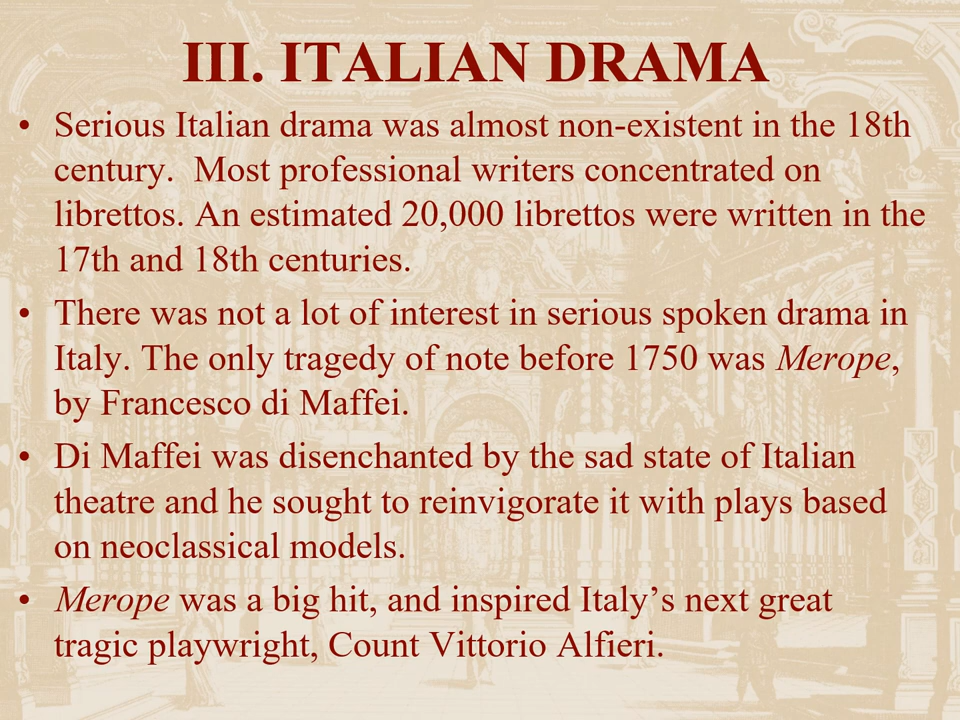 III. ITALIAN DRAMA
• Serious Italian drama was almost non-existent in the 18th
century.  Most professional writers concentrated on
librettos. An estimated 20,000 librettos were written in the
17th and 18th centuries.
• There was not a lot of interest in serious spoken drama in
Italy. The only tragedy of note before 1750 was Merope,
by Francesco di Maffei.
• Di Maffei was disenchanted by the sad state of Italian
theatre and he sought to reinvigorate it with plays based
on neoclassical models.
• Merope was a big hit, and inspired Italy’s next great
tragic playwright, Count Vittorio Alfieri.